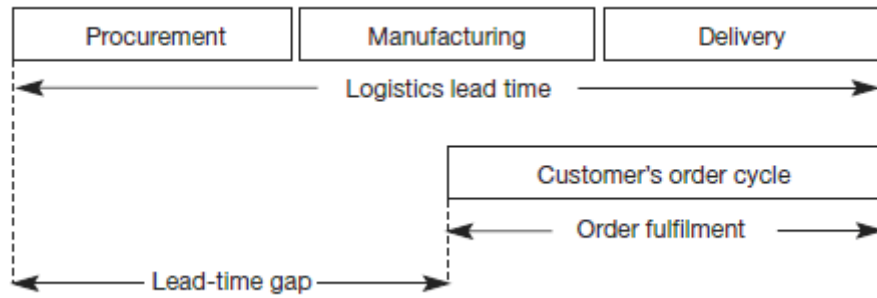 Procurement Manufacturing Delivery
Logistics lead time
Customer's order cycle
Order fulfilment
Lead-time gap